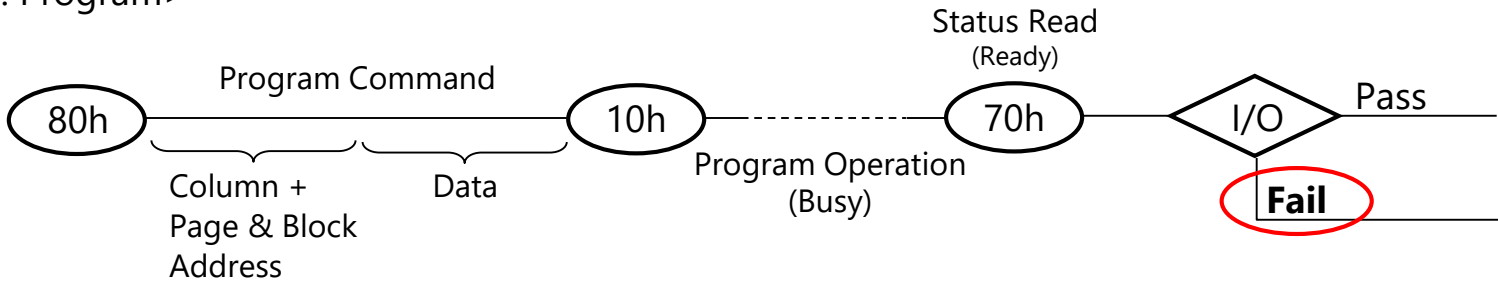 : Program>
Status Read
(Ready)
Program Command
80h
10h
70h
I/O
Pass
Program Operation
(Busy)
Column +
Page & Block
Address
Data
Fail